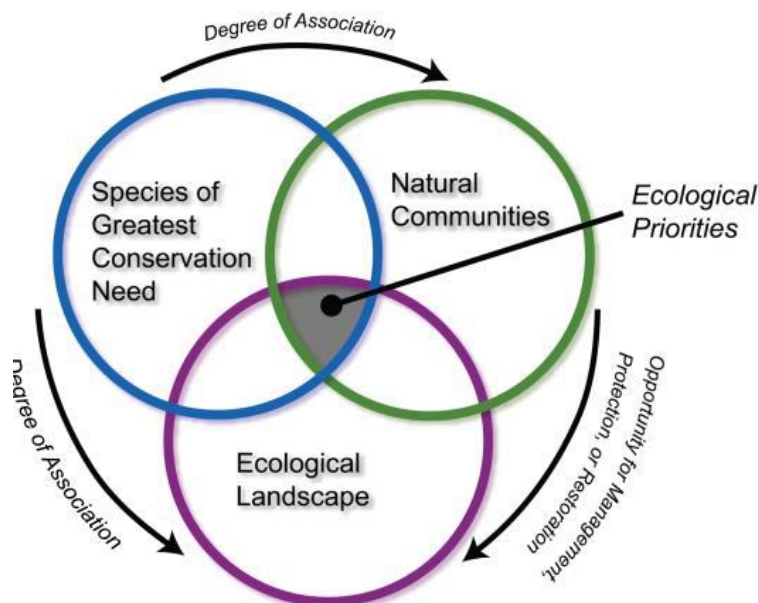 Degree of Association
Species of
Greatest
Conservation
Need
Natural
Communities
Ecological
Priorities
Degree of Association
Opportunity for Management,
Protection, or Restoration
Ecological
Landscape